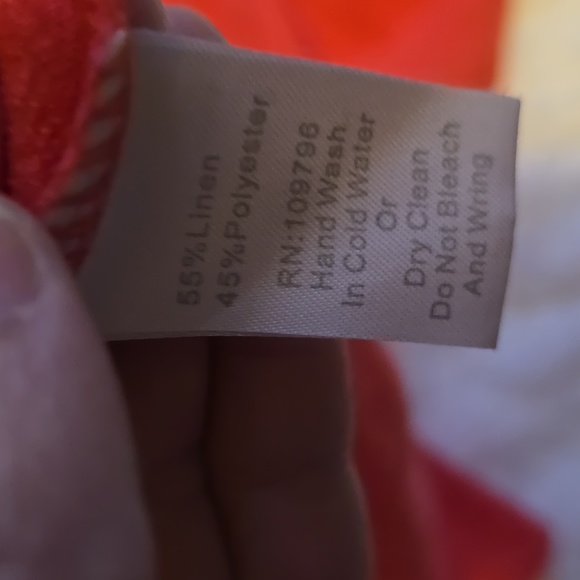 55%Linen
45%Polyester
RN:109796
Hand Wash
In Cold Water
Or
Dry Clean
Do Not Bleach
And Wring